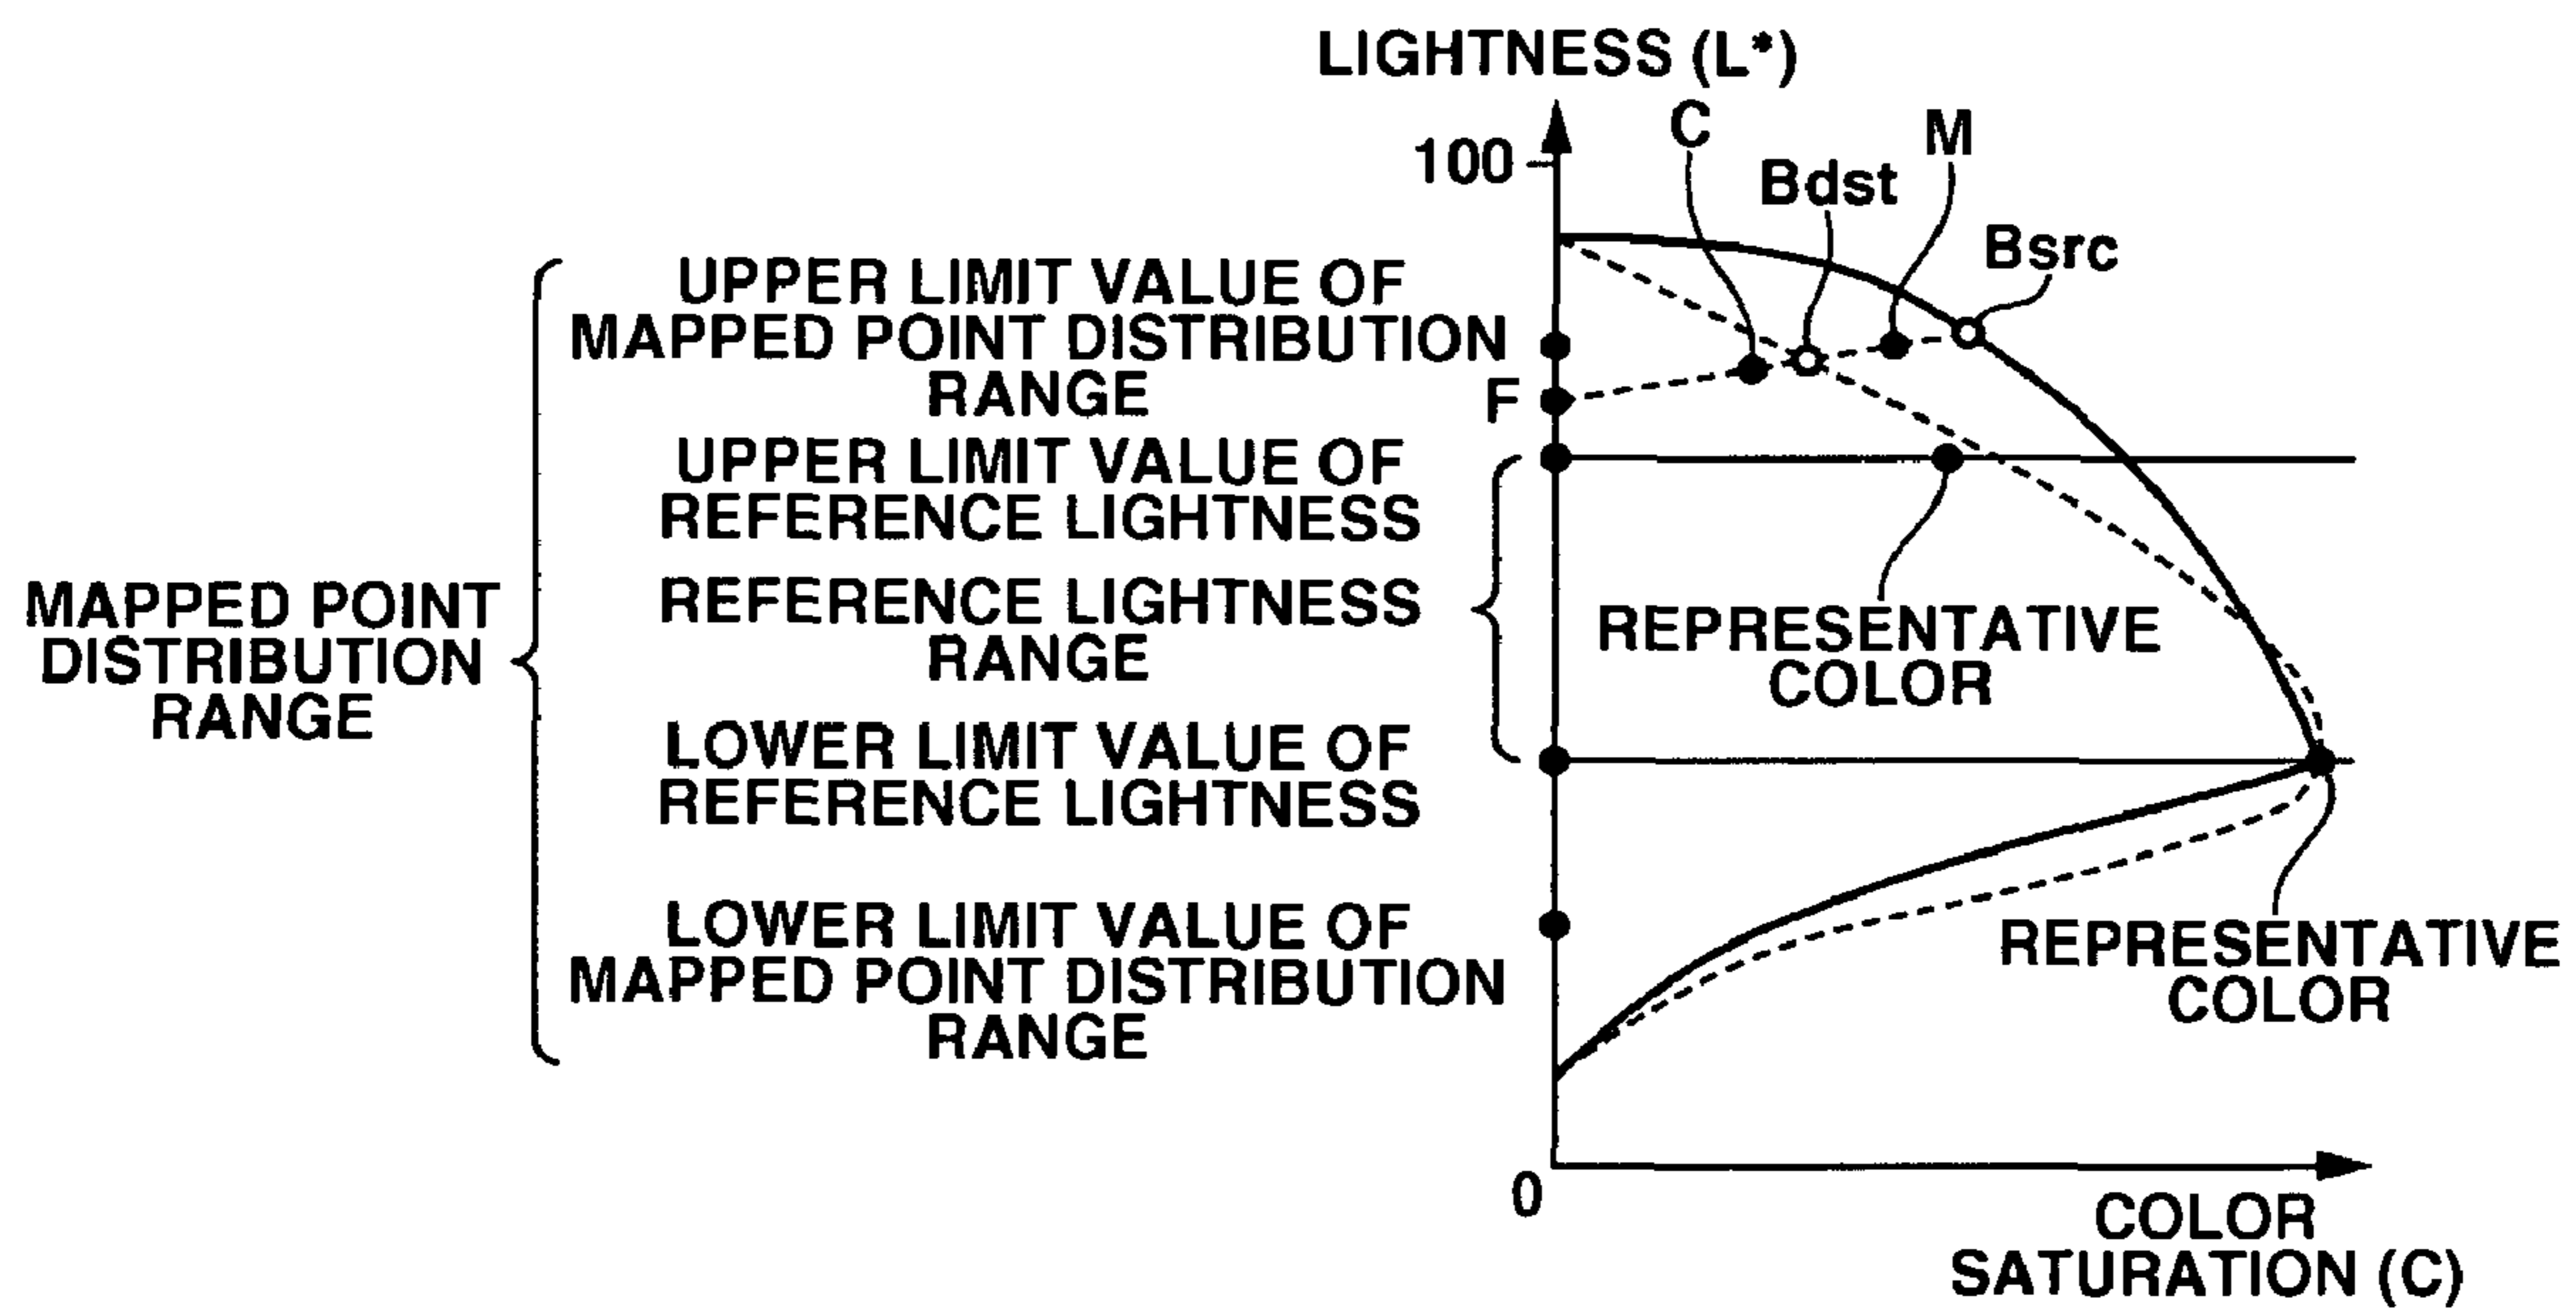 LIGHTNESS (L*)
100
C
M
Bdst
Bsrc
UPPER LIMIT VALUE OF
MAPPED POINT DISTRIBUTION
RANGE
F
UPPER LIMIT VALUE OF
REFERENCE LIGHTNESS
MAPPED POINT
DISTRIBUTION
RANGE
REFERENCE LIGHTNESS
RANGE
REPRESENTATIVE
COLOR
LOWER LIMIT VALUE OF
REFERENCE LIGHTNESS
LOWER LIMIT VALUE OF
MAPPED POINT DISTRIBUTION
RANGE
REPRESENTATIVE
COLOR
0
COLOR
SATURATION (C)